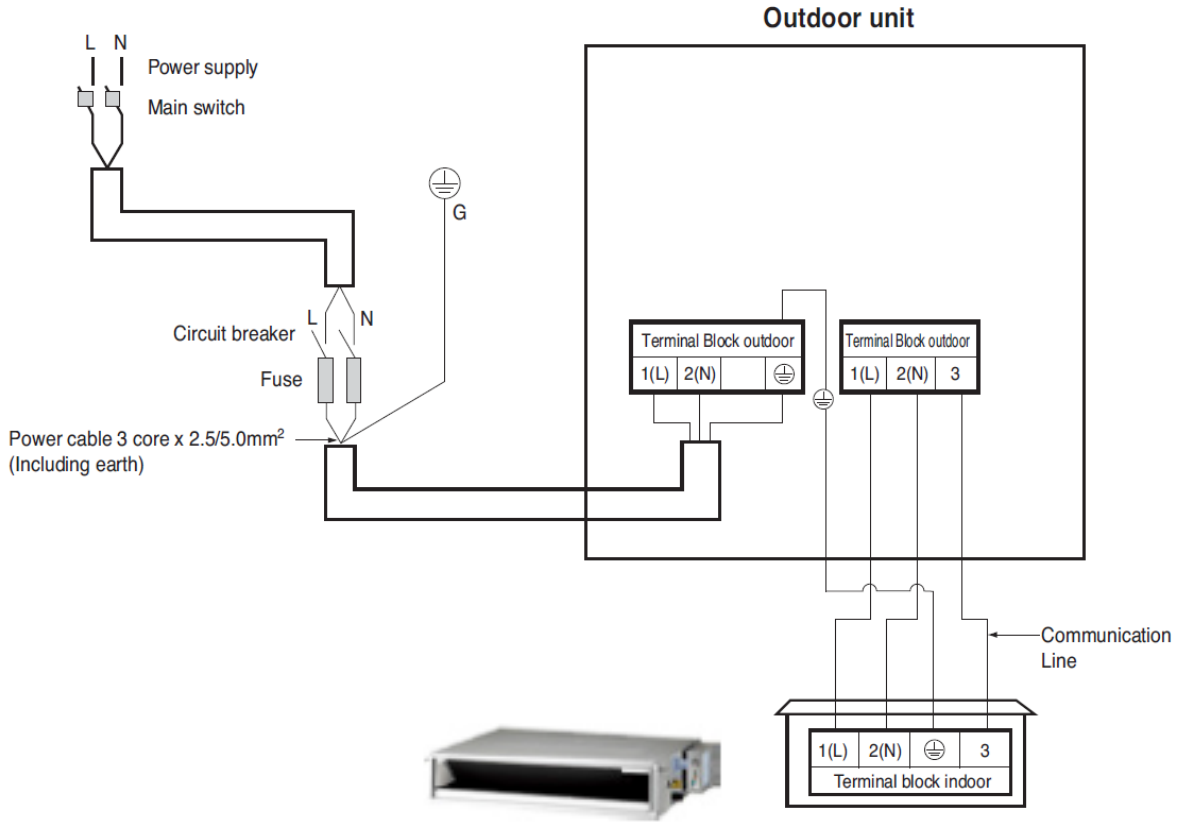 Outdoor unit
L N
Power supply
Main switch
G
L N
Circuit breaker
Fuse
Power cable 3 core x 2.5/5.0mm²
(Including earth)
Terminal Block outdoor
1(L) 2(N)
Terminal Block outdoor
1(L) 2(N) 3
Communication
Line
1(L) 2(N) 3
Terminal block indoor